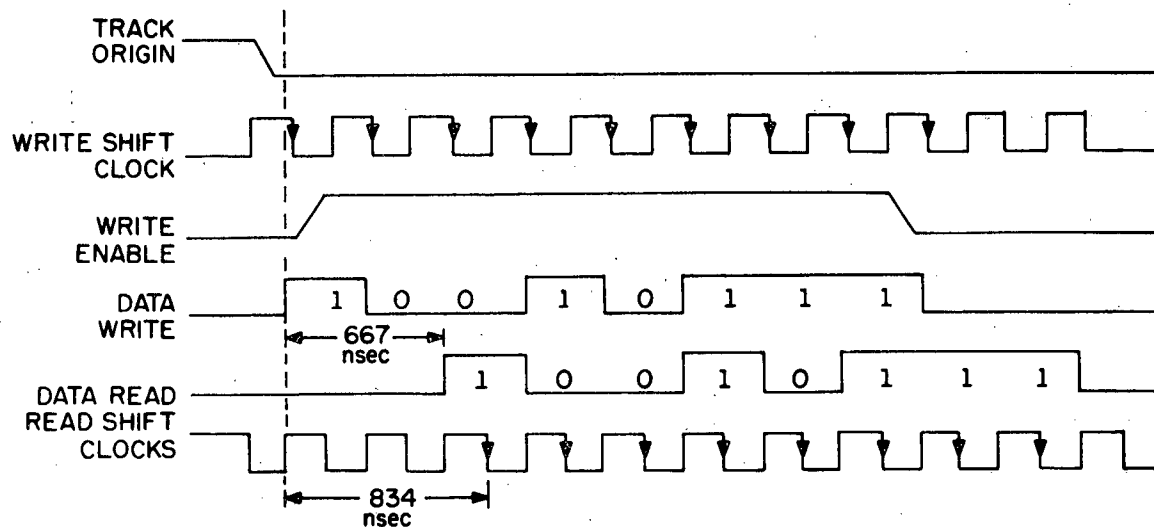 TRACK
ORIGIN
WRITE SHIFT
CLOCK
WRITE
ENABLE
DATA
WRITE
1 0 0 1 0 1 1 1
667
nsec
DATA READ
1 0 0 1 0 1 1 1
READ SHIFT
CLOCKS
834
nsec